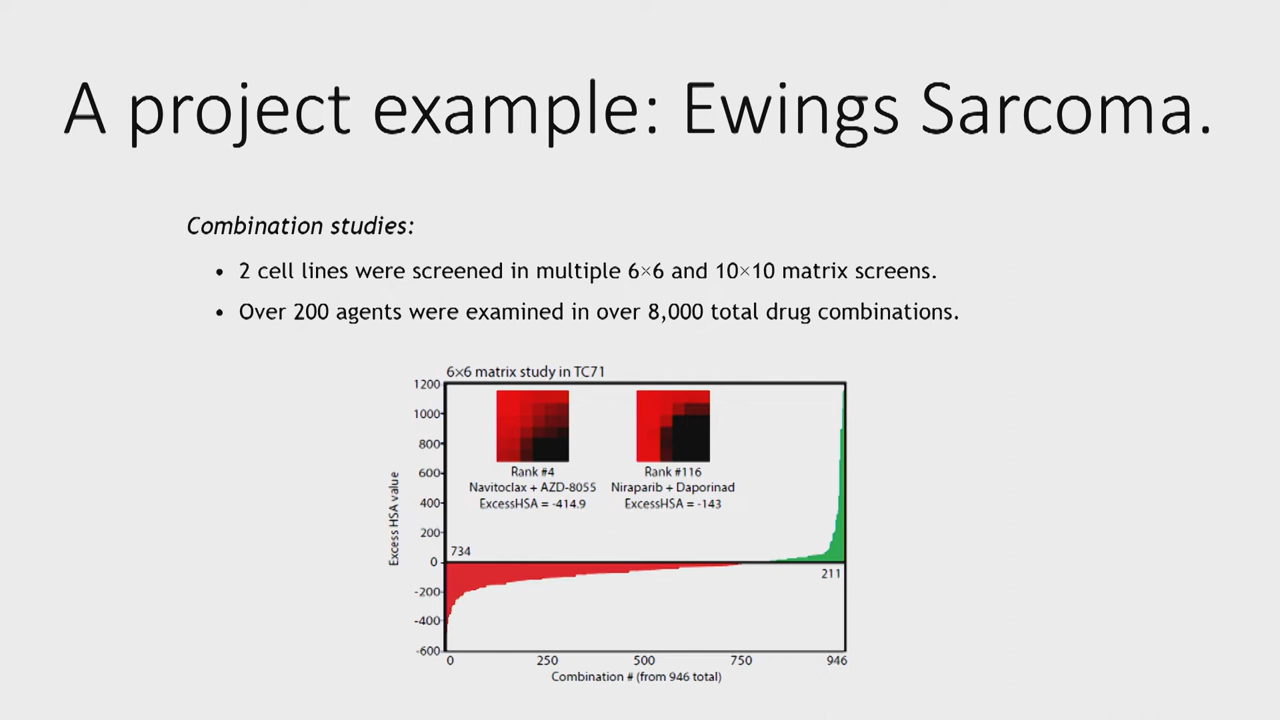 A project example: Ewings Sarcoma.
Combination studies:
• 2 cell lines were screened in multiple 6×6 and 10×10 matrix screens.
• Over 200 agents were examined in over 8,000 total drug combinations.
6×6 matrix study in TC71
1200
1000
800
600
400
200
0
-200
-400
-600
Excess HSA value
Rank #4
Navitoclax + AZD-8055
ExcessHSA = -414.9
Rank #116
Niraparib + Daporinad
ExcessHSA = -143
734
211
0 250 500 750 946
Combination # (from 946 total)